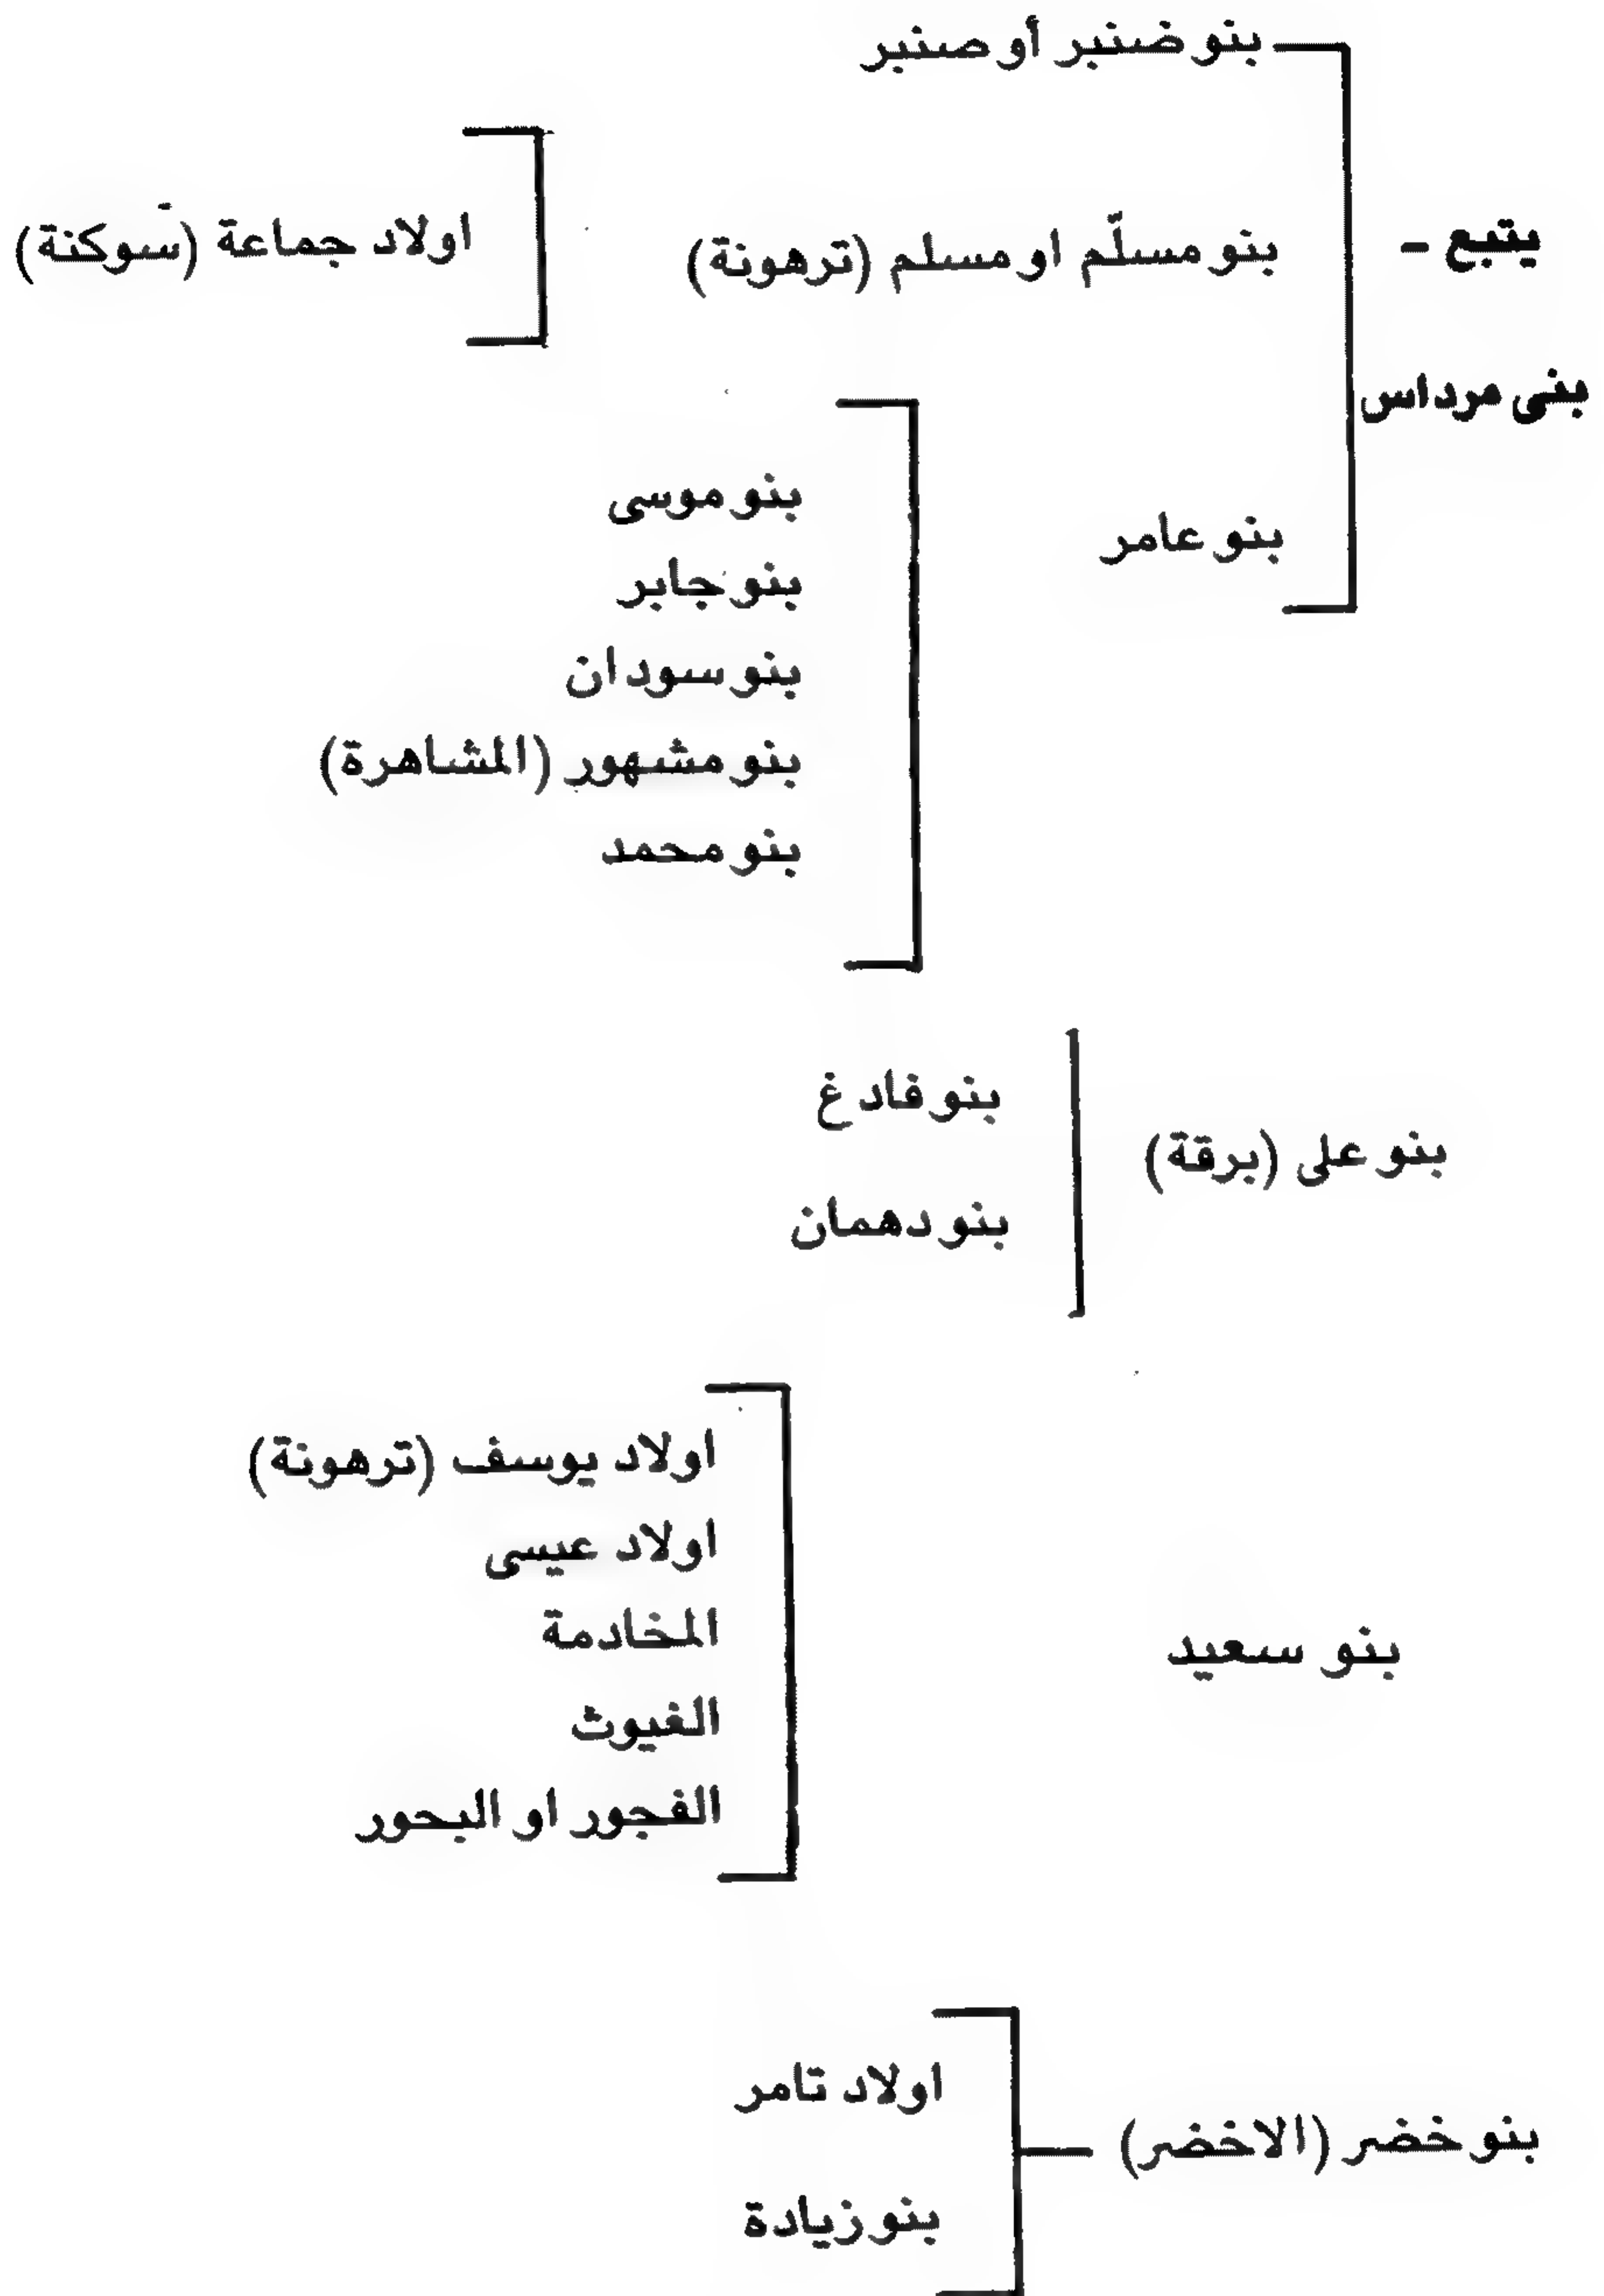 بنو ضنبر أو صنبر
يتبع - بنو مسلّم او مسلم (ترهونة) اولاد جماعة (سوكنة)
بنى مرداس
بنو عامر
بنو موسى
بنو جابر
بنو سودان
بنو مشهور (المشاهرة)
بنو محمد
بنو على (برقة)
بنو فادغ
بنو دهمان
بنو سعيد
اولاد يوسف (ترهونة)
اولاد عيسى
المخادمة
الغيوث
الفجور او البحور
بنو خضر (الاخضر)
اولاد تامر
بنو زيادة